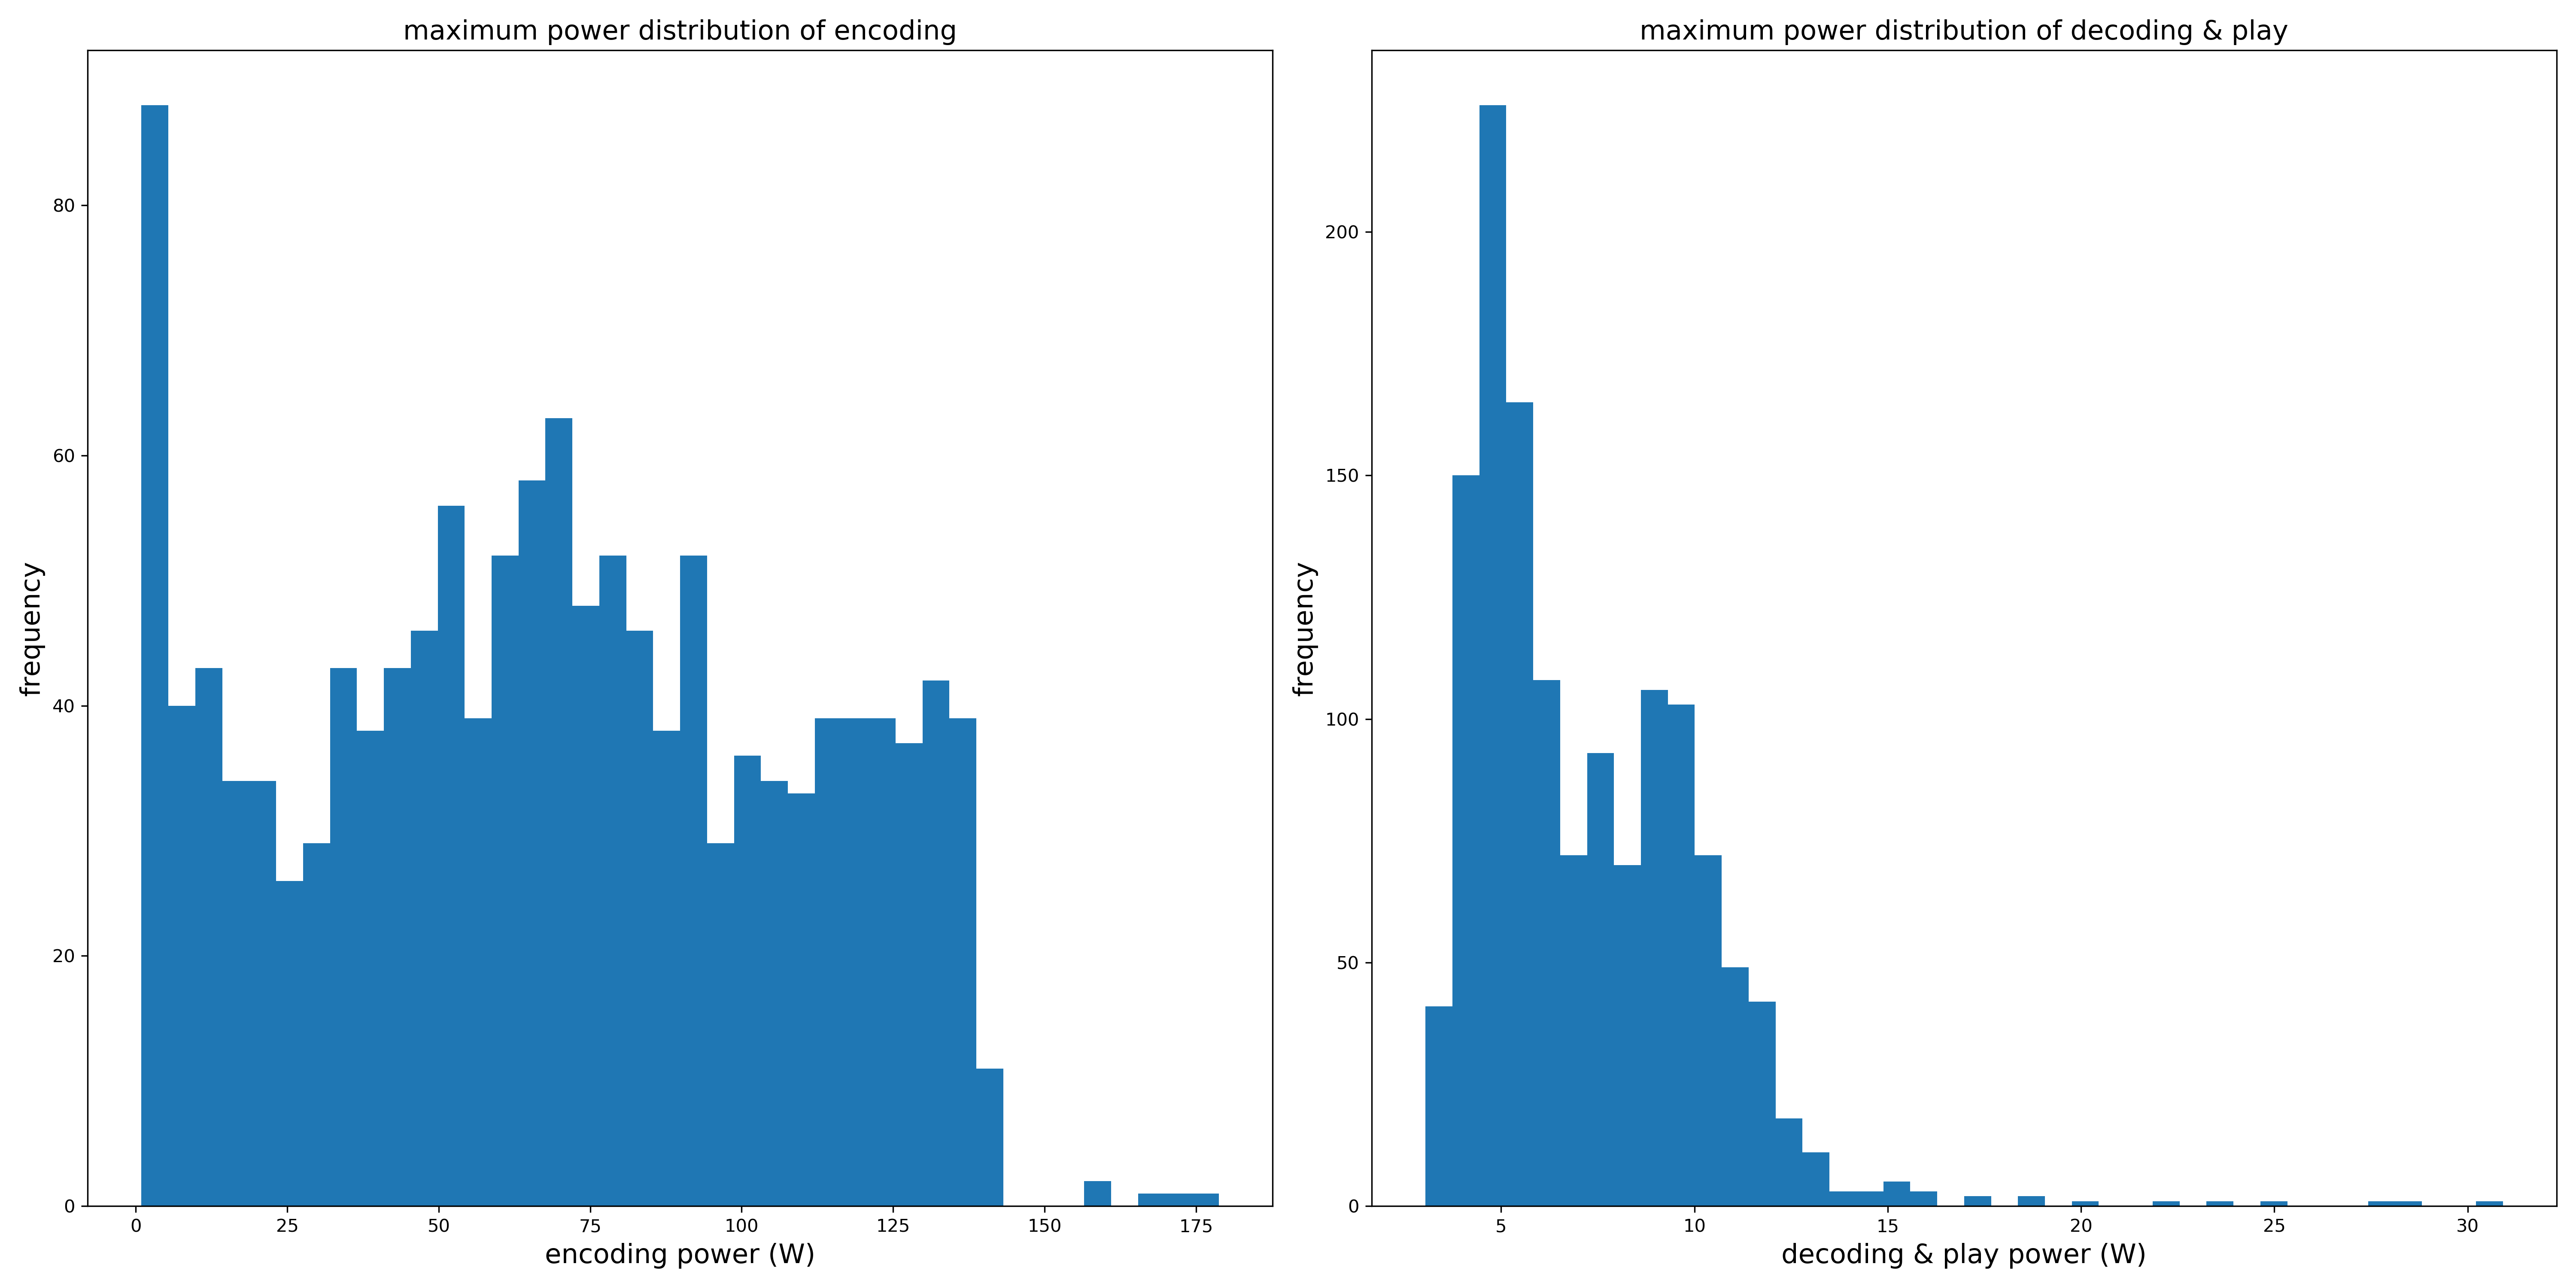 maximum power distribution of encoding
80
60
40
20
0
frequency
0 25 50 75 100 125 150 175
encoding power (W)
maximum power distribution of decoding & play
200
150
100
50
0
frequency
5 10 15 20 25 30
decoding & play power (W)